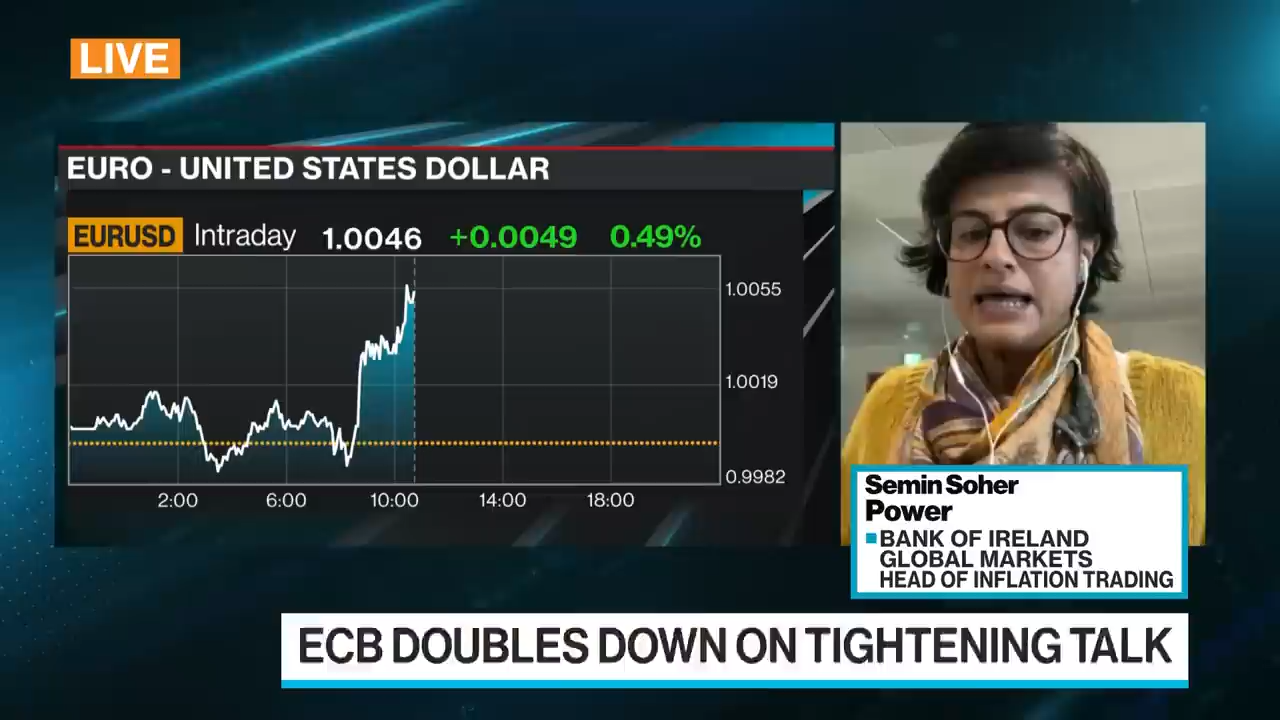 LIVE
EURO - UNITED STATES DOLLAR
EURUSD Intraday 1.0046 +0.0049 0.49%
1.0055
1.0019
0.9982
2:00 6:00 10:00 14:00 18:00
Semin Soher
Power
BANK OF IRELAND
GLOBAL MARKETS
HEAD OF INFLATION TRADING
ECB DOUBLES DOWN ON TIGHTENING TALK